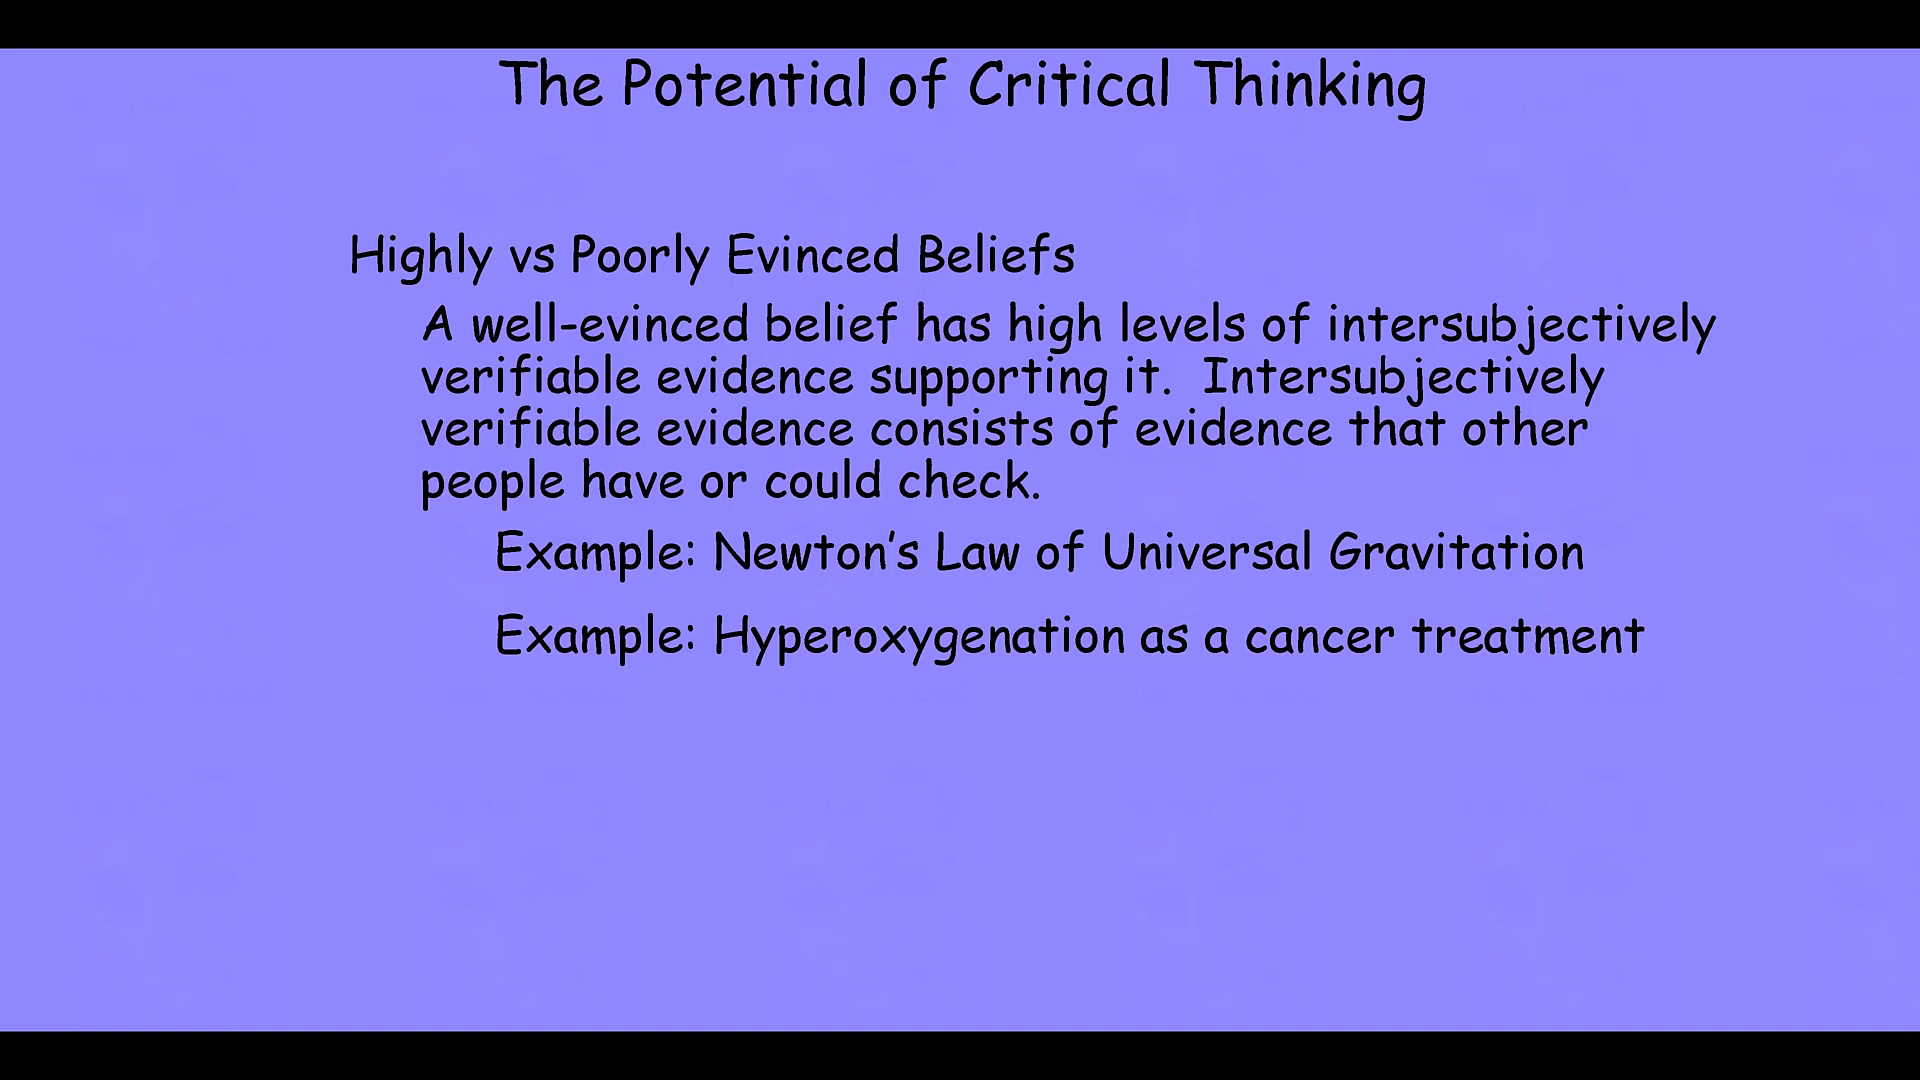 The Potential of Critical Thinking
Highly vs Poorly Evinced Beliefs
A well-evinced belief has high levels of intersubjectively
verifiable evidence supporting it.  Intersubjectively
verifiable evidence consists of evidence that other
people have or could check.
Example: Newton’s Law of Universal Gravitation
Example: Hyperoxygenation as a cancer treatment